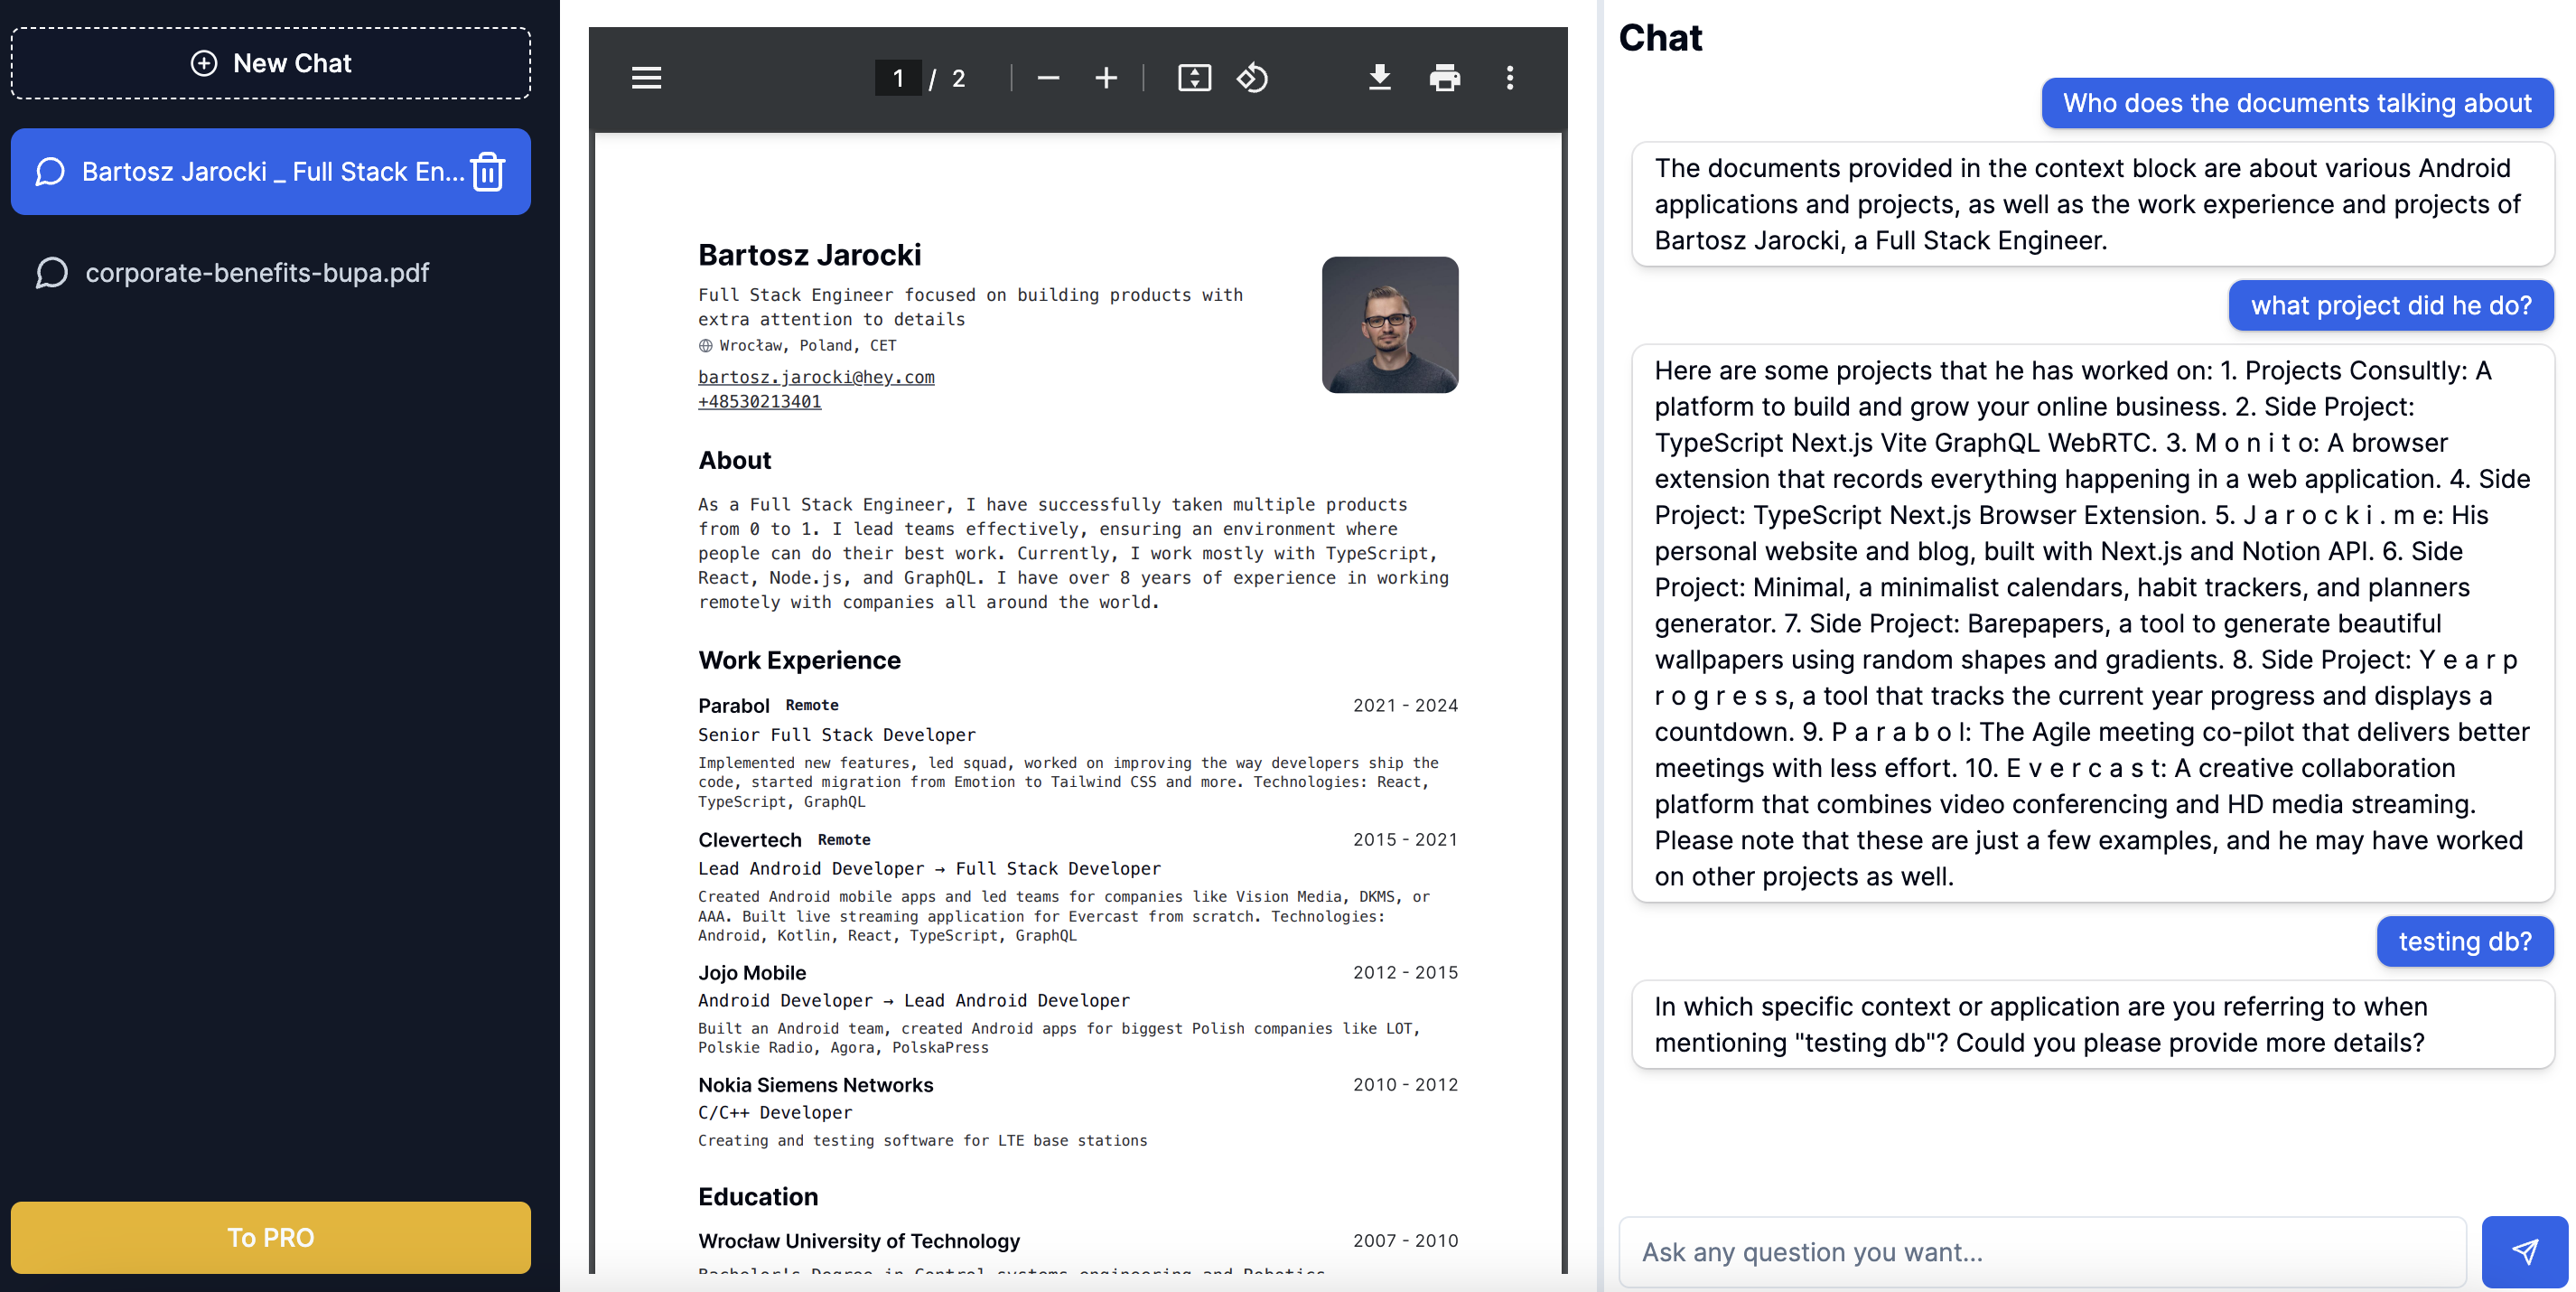 New Chat
Bartosz Jarocki _ Full Stack En...
corporate-benefits-bupa.pdf
To PRO
1 / 2
Bartosz Jarocki
Full Stack Engineer focused on building products with
extra attention to details
Wrocław, Poland, CET
bartosz.jarocki@hey.com
+48530213401
About
As a Full Stack Engineer, I have successfully taken multiple products
from 0 to 1. I lead teams effectively, ensuring an environment where
people can do their best work. Currently, I work mostly with TypeScript,
React, Node.js, and GraphQL. I have over 8 years of experience in working
remotely with companies all around the world.
Work Experience
Parabol Remote 2021 - 2024
Senior Full Stack Developer
Implemented new features, led squad, worked on improving the way developers ship the
code, started migration from Emotion to Tailwind CSS and more. Technologies: React,
TypeScript, GraphQL
Clevertech Remote 2015 - 2021
Lead Android Developer → Full Stack Developer
Created Android mobile apps and led teams for companies like Vision Media, DKMS, or
AAA. Built live streaming application for Evercast from scratch. Technologies:
Android, Kotlin, React, TypeScript, GraphQL
Jojo Mobile 2012 - 2015
Android Developer → Lead Android Developer
Built an Android team, created Android apps for biggest Polish companies like LOT,
Polskie Radio, Agora, PolskaPress
Nokia Siemens Networks 2010 - 2012
C/C++ Developer
Creating and testing software for LTE base stations
Education
Wrocław University of Technology 2007 - 2010
Bachelor's Degree in Control systems engineering and Robotics
Chat
Who does the documents talking about
The documents provided in the context block are about various Android
applications and projects, as well as the work experience and projects of
Bartosz Jarocki, a Full Stack Engineer.
what project did he do?
Here are some projects that he has worked on: 1. Projects Consultly: A
platform to build and grow your online business. 2. Side Project:
TypeScript Next.js Vite GraphQL WebRTC. 3. M o n i t o: A browser
extension that records everything happening in a web application. 4. Side
Project: TypeScript Next.js Browser Extension. 5. J a r o c k i . m e: His
personal website and blog, built with Next.js and Notion API. 6. Side
Project: Minimal, a minimalist calendars, habit trackers, and planners
generator. 7. Side Project: Barepapers, a tool to generate beautiful
wallpapers using random shapes and gradients. 8. Side Project: Y e a r p
r o g r e s s, a tool that tracks the current year progress and displays a
countdown. 9. P a r a b o l: The Agile meeting co-pilot that delivers better
meetings with less effort. 10. E v e r c a s t: A creative collaboration
platform that combines video conferencing and HD media streaming.
Please note that these are just a few examples, and he may have worked
on other projects as well.
testing db?
In which specific context or application are you referring to when
mentioning "testing db"? Could you please provide more details?
Ask any question you want...